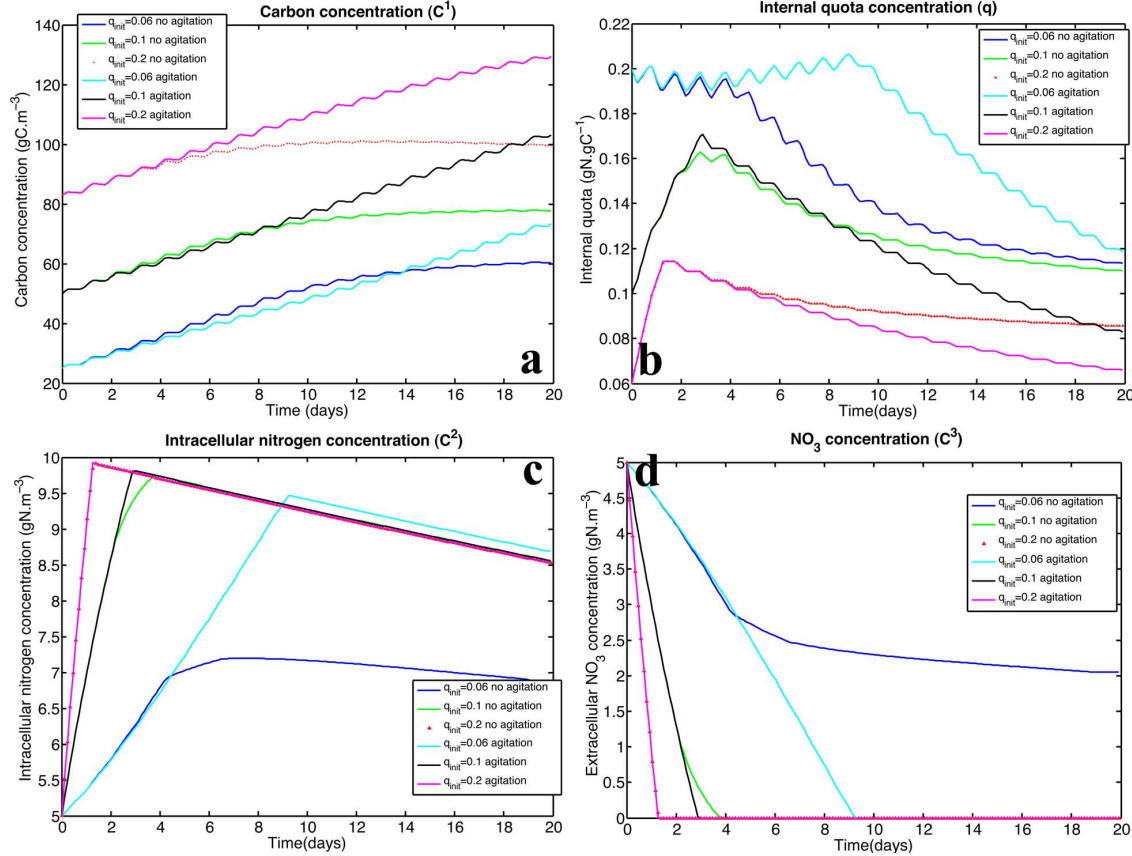 Carbon concentration (C¹)
q_init=0.06 no agitation
q_init=0.1 no agitation
q_init=0.2 no agitation
q_init=0.06 agitation
q_init=0.1 agitation
q_init=0.2 agitation
Carbon concentration (gC.m⁻³)
140
120
100
80
60
40
20
0 2 4 6 8 10 12 14 16 18 20
Time (days)
a
Internal quota concentration (q)
q_init=0.06 no agitation
q_init=0.1 no agitation
q_init=0.2 no agitation
q_init=0.06 agitation
q_init=0.1 agitation
q_init=0.2 agitation
Internal quota (gN.gC⁻¹)
0.22
0.2
0.18
0.16
0.14
0.12
0.1
0.08
0.06
0 2 4 6 8 10 12 14 16 18 20
Time(days)
b
Intracellular nitrogen concentration (C²)
Intracellular nitrogen concentration (gN.m⁻³)
10
9.5
9
8.5
8
7.5
7
6.5
6
5.5
5
c
q_init=0.06 no agitation
q_init=0.1 no agitation
q_init=0.2 no agitation
q_init=0.06 agitation
q_init=0.1 agitation
q_init=0.2 agitation
0 2 4 6 8 10 12 14 16 18 20
Time(days)
NO₃ concentration (C³)
Extracellular NO₃ concentration (gN.m⁻³)
5
4.5
4
3.5
3
2.5
2
1.5
1
0.5
0
d
q_init=0.06 no agitation
q_init=0.1 no agitation
q_init=0.2 no agitation
q_init=0.06 agitation
q_init=0.1 agitation
q_init=0.2 agitation
0 2 4 6 8 10 12 14 16 18 20
Time (days)